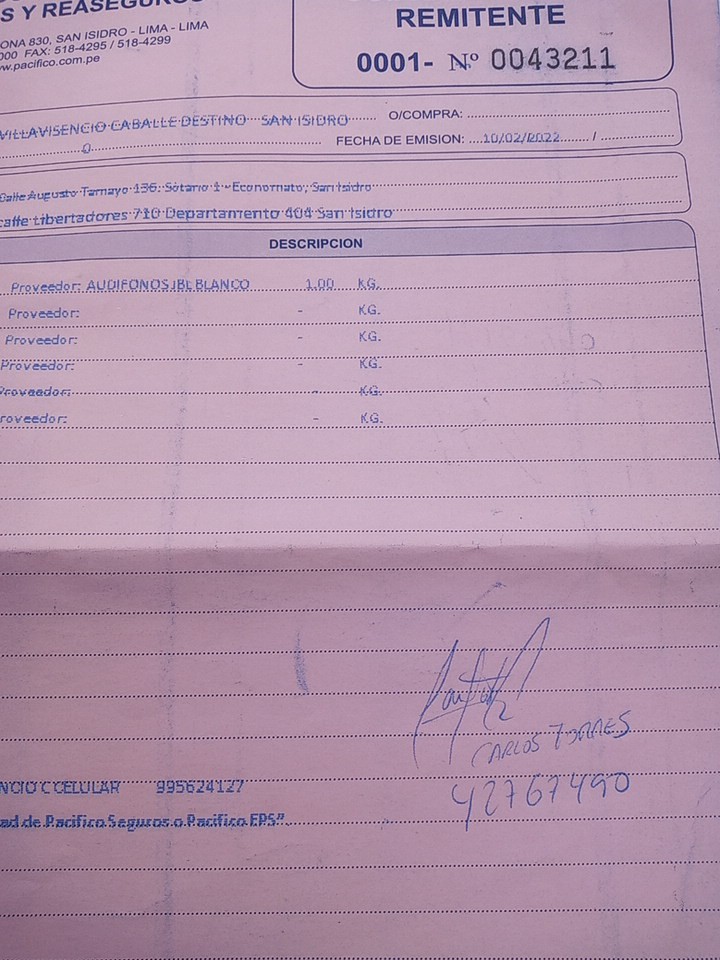 S Y REASEGUROS
REMITENTE
ONA 830, SAN ISIDRO - LIMA - LIMA
000 FAX: 518-4295 / 518-4299
w.pacifico.com.pe
0001- Nº 0043211
VILLAVISENCIO CABALLE DESTINO SAN ISIDRO O/COMPRA:
0 FECHA DE EMISION: 10/02/2022 /
Calle Augusto Tamayo 136. Sótano 1 - Economato, San Isidro
calle Libertadores 710 Departamento 404 San Isidro
DESCRIPCION
Proveedor: AUDIFONOS JBL BLANCO 1.00 KG.
Proveedor: - KG.
Proveedor: - KG.
Proveedor: - KG.
Proveedor: - KG.
roveedor: - KG.
CARLOS TORRES
42767490
NCIO C CELULAR 995624127
ad de Pacifico Seguros o Pacifico EPS".